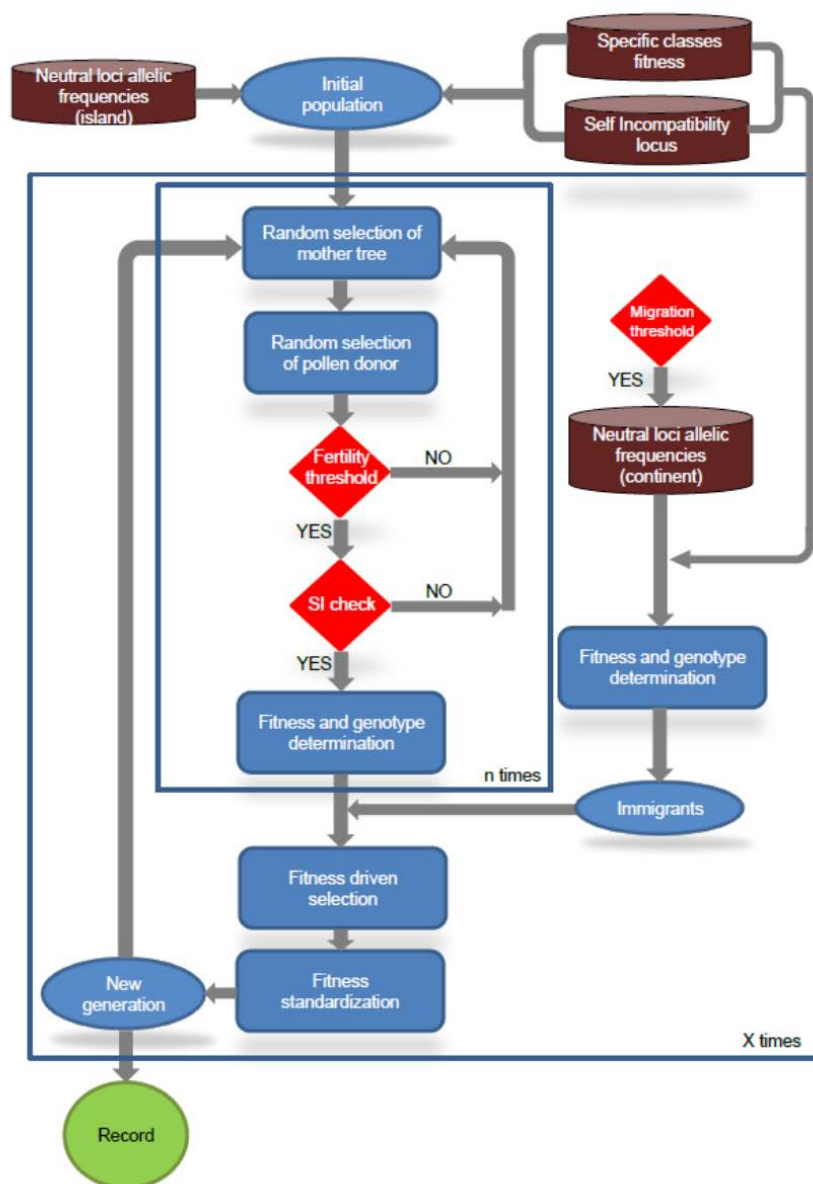 Neutral loci allelic
frequencies
(island)
Initial
population
Specific classes
fitness
Self Incompatibility
locus
Random selection of
mother tree
Random selection
of pollen donor
Fertility
threshold
NO
YES
SI check
NO
YES
Fitness and genotype
determination
n times
Migration
threshold
YES
Neutral loci allelic
frequencies
(continent)
Fitness and genotype
determination
Immigrants
Fitness driven
selection
Fitness
standardization
New
generation
X times
Record